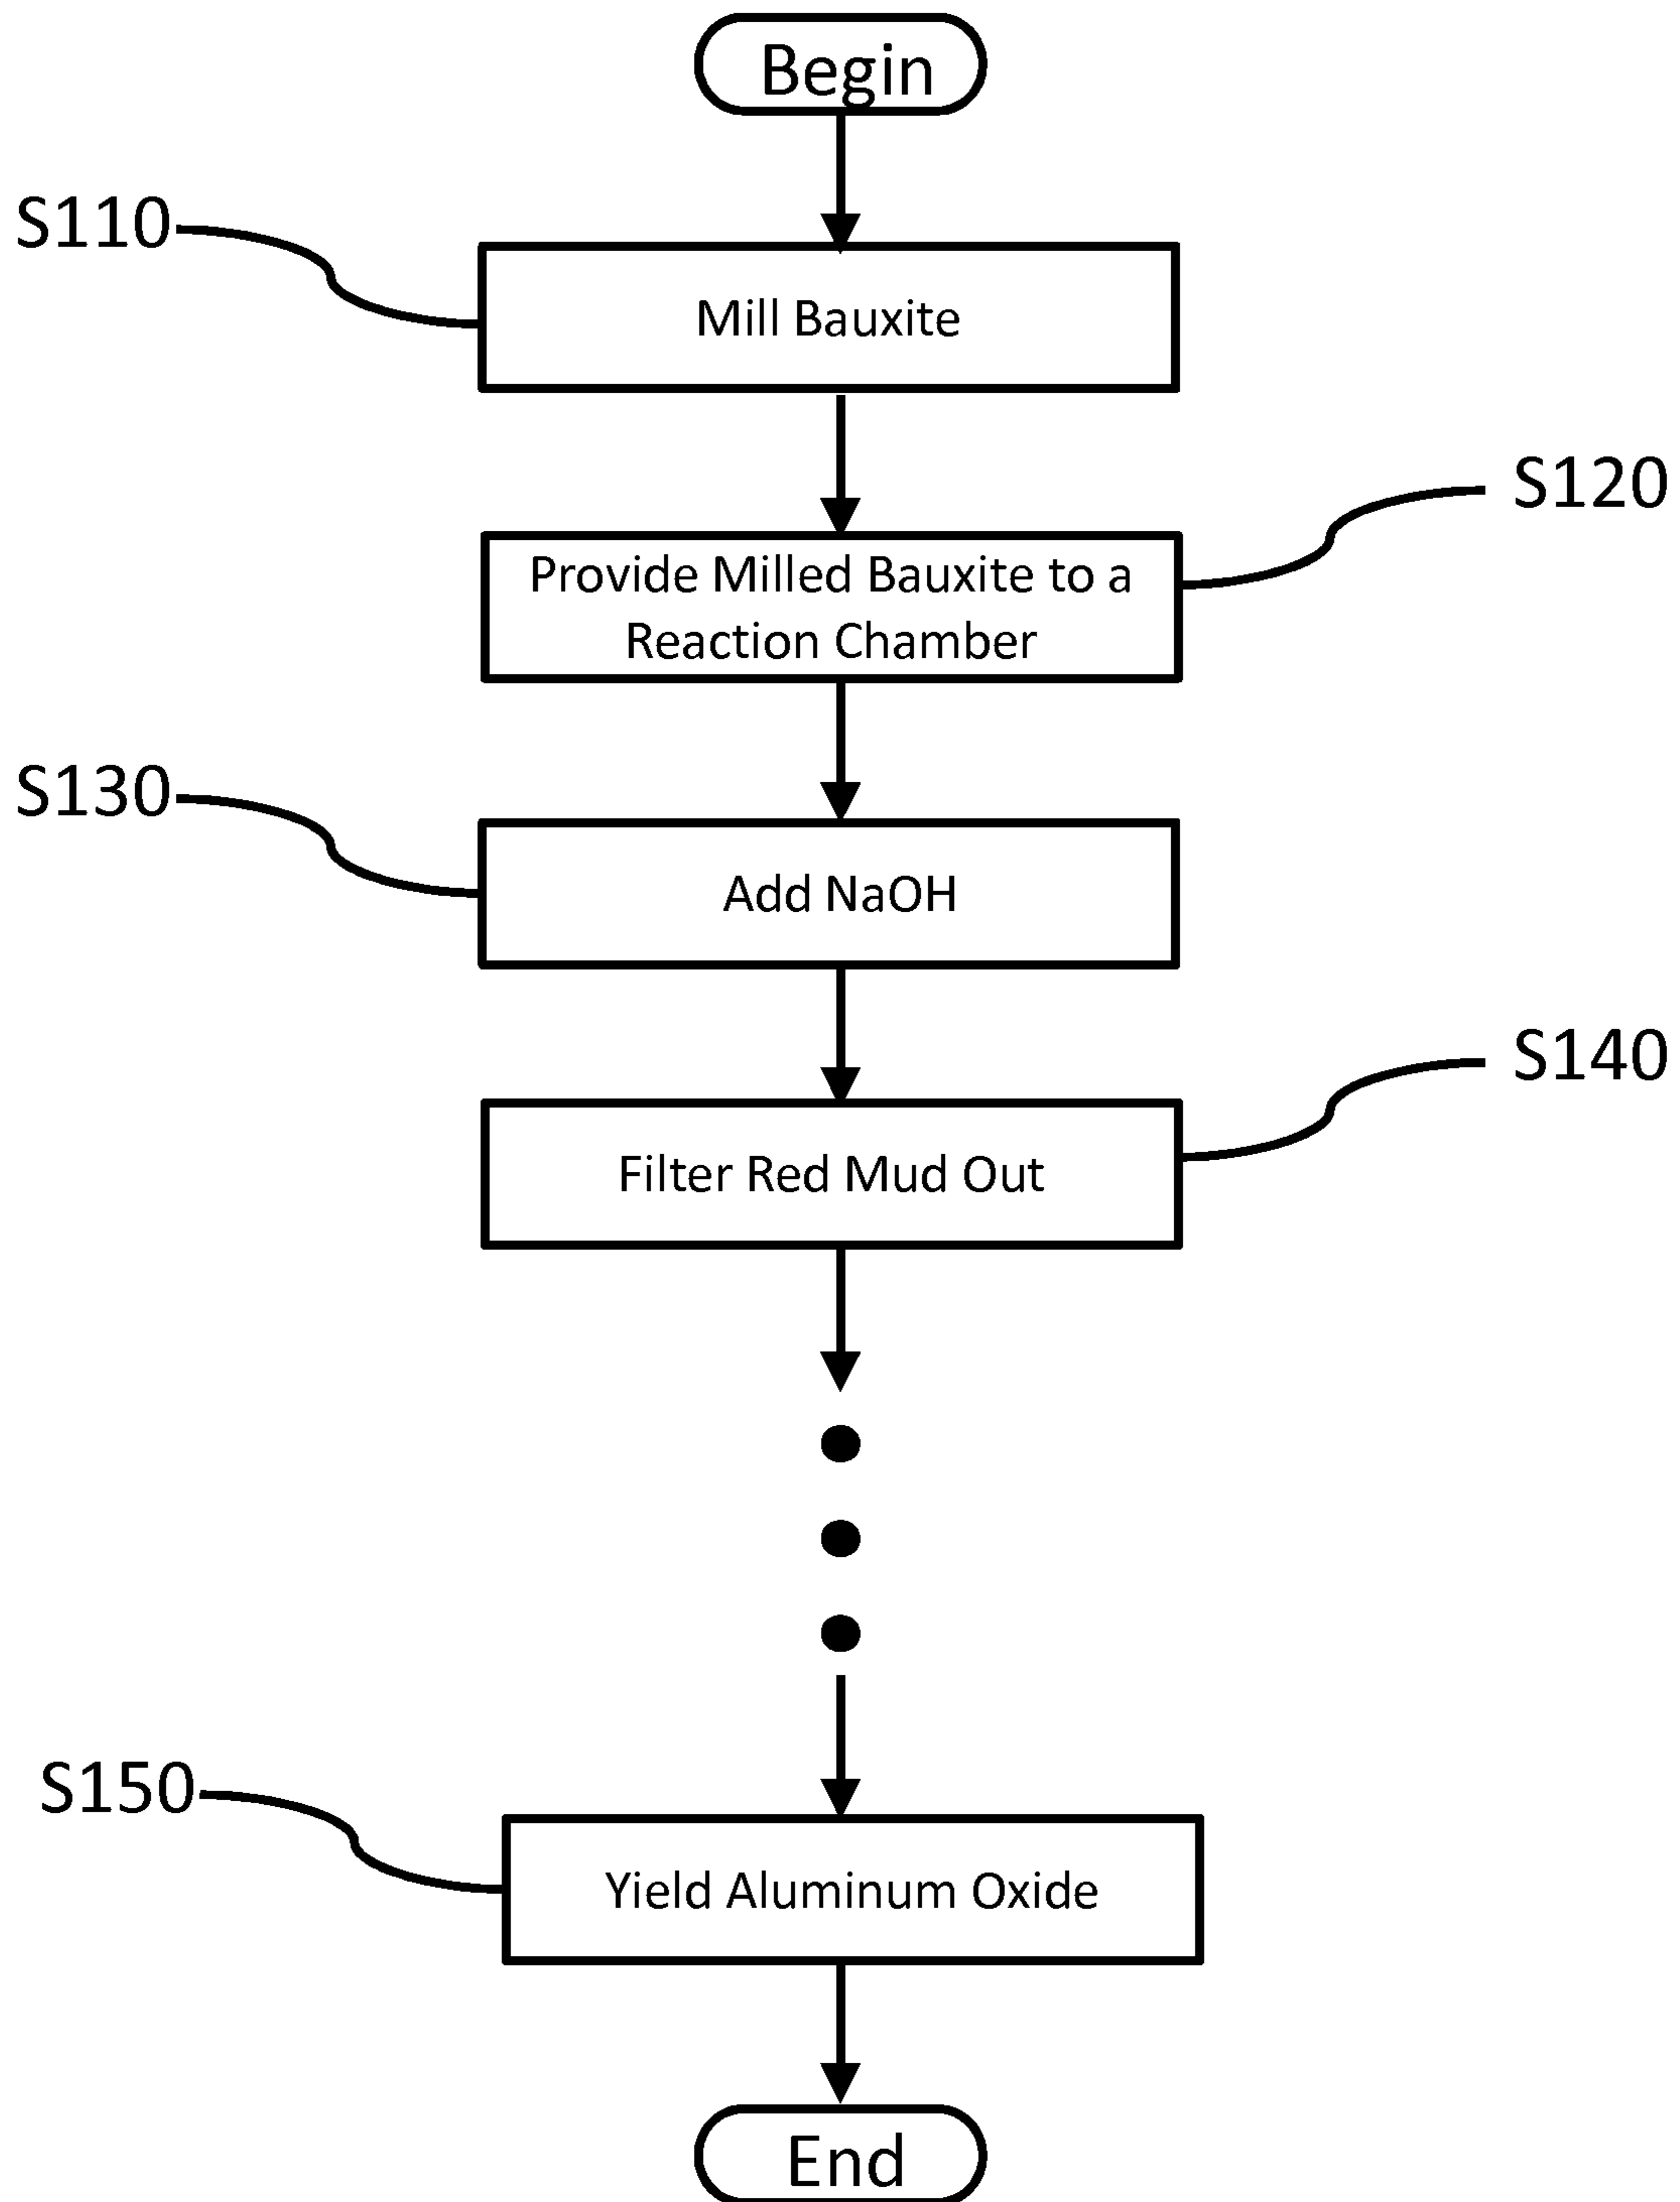 Begin
S110
Mill Bauxite
S120
Provide Milled Bauxite to a
Reaction Chamber
S130
Add NaOH
S140
Filter Red Mud Out
S150
Yield Aluminum Oxide
End